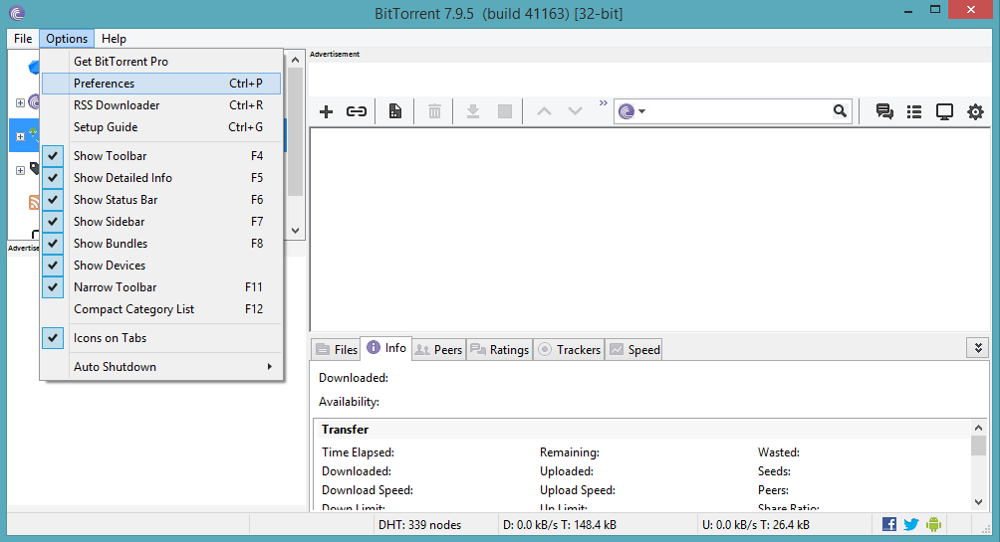 BitTorrent 7.9.5 (build 41163) [32-bit]
File Options Help
Get BitTorrent Pro
Preferences Ctrl+P
RSS Downloader Ctrl+R
Setup Guide Ctrl+G
Show Toolbar F4
Show Detailed Info F5
Show Status Bar F6
Show Sidebar F7
Show Bundles F8
Show Devices
Narrow Toolbar F11
Compact Category List F12
Icons on Tabs
Auto Shutdown
Advertisement
Files Info Peers Ratings Trackers Speed
Downloaded:
Availability:
Transfer
Time Elapsed: Remaining: Wasted:
Downloaded: Uploaded: Seeds:
Download Speed: Upload Speed: Peers:
Down Limit: Up Limit: Share Ratio:
DHT: 339 nodes D: 0.0 kB/s T: 148.4 kB U: 0.0 kB/s T: 26.4 kB